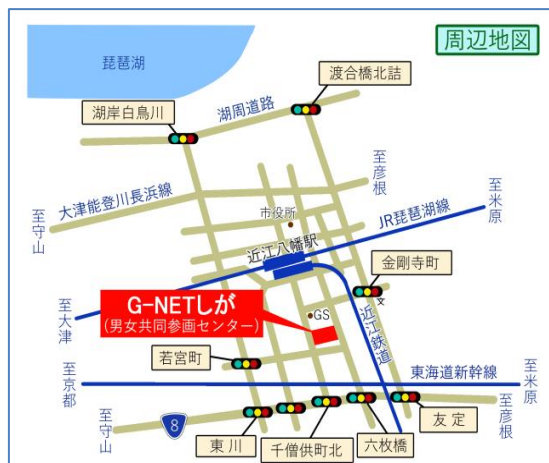 周辺地図
琵琶湖
渡合橋北詰
湖岸白鳥川
湖周道路
至彦根
大津能登川長浜線
至守山
市役所
至米原
JR琵琶湖線
近江八幡駅
金剛寺町
文
至大津
G-NETしが
(男女共同参画センター)
GS
近江鉄道
若宮町
至京都
東海道新幹線
至米原
至守山
8
東川
千僧供町北
六枚橋
友定
至彦根